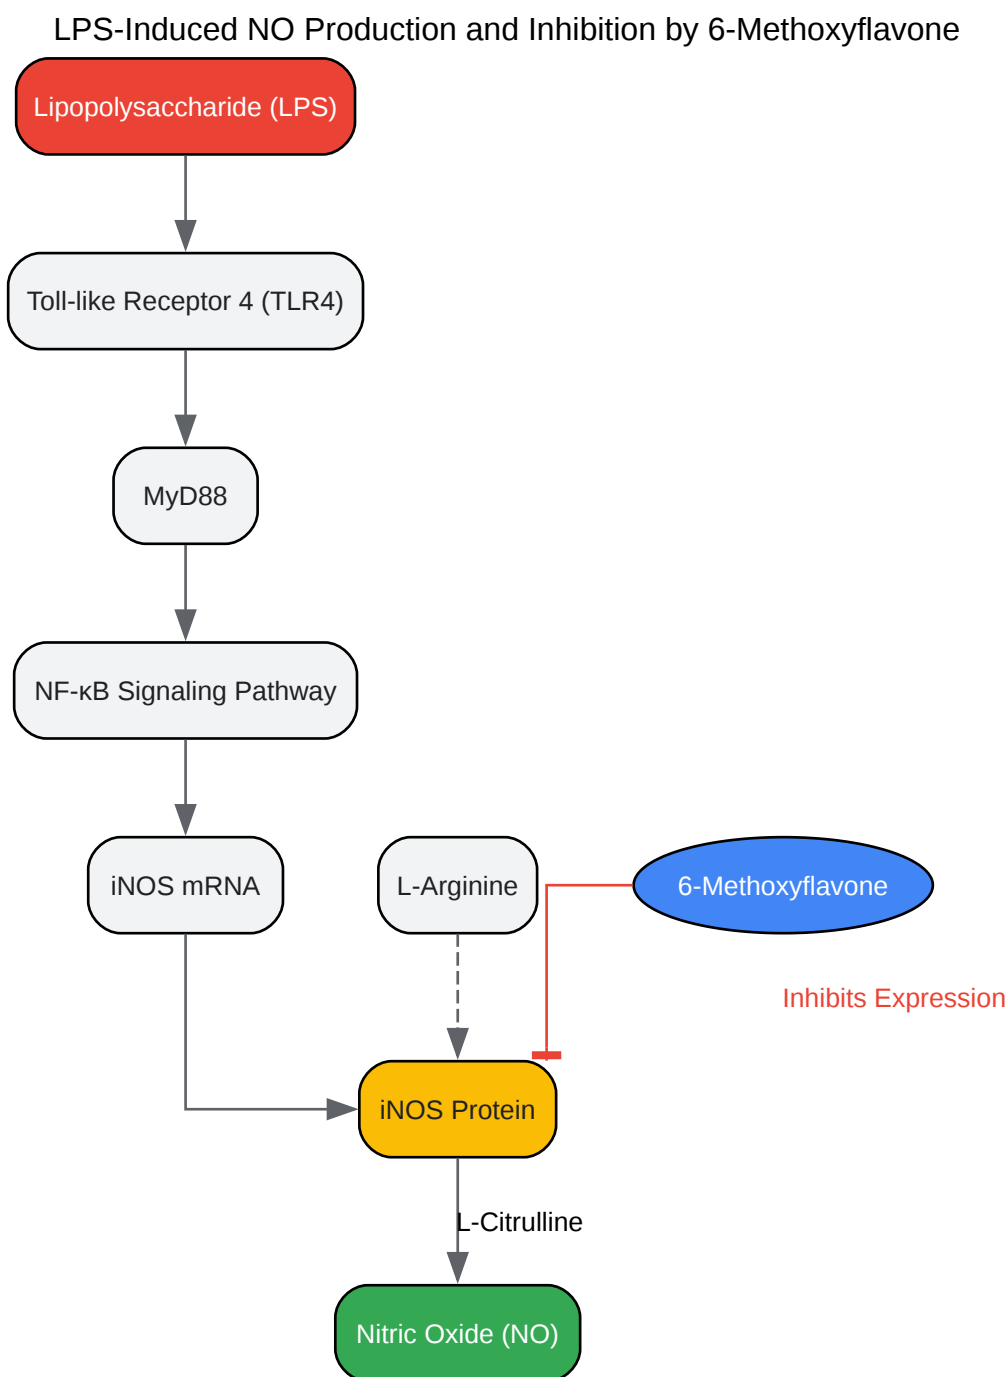 LPS-Induced NO Production and Inhibition by 6-Methoxyflavone
Lipopolysaccharide (LPS)
Toll-like Receptor 4 (TLR4)
MyD88
NF-κB Signaling Pathway
iNOS mRNA
L-Arginine
6-Methoxyflavone
Inhibits Expression
iNOS Protein
L-Citrulline
Nitric Oxide (NO)